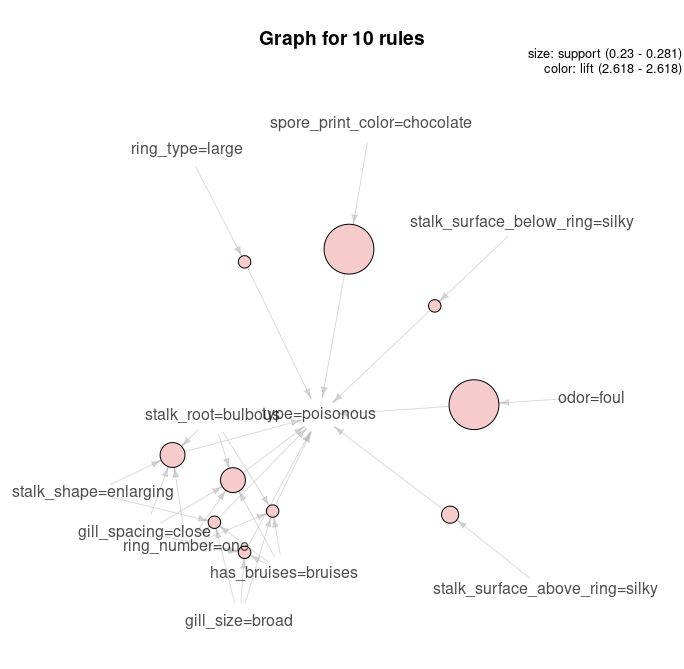 Graph for 10 rules
size: support (0.23 - 0.281)
color: lift (2.618 - 2.618)
spore_print_color=chocolate
ring_type=large
stalk_surface_below_ring=silky
odor=foul
stalk_root=bulbous
type=poisonous
stalk_shape=enlarging
gill_spacing=close
ring_number=one
has_bruises=bruises
stalk_surface_above_ring=silky
gill_size=broad